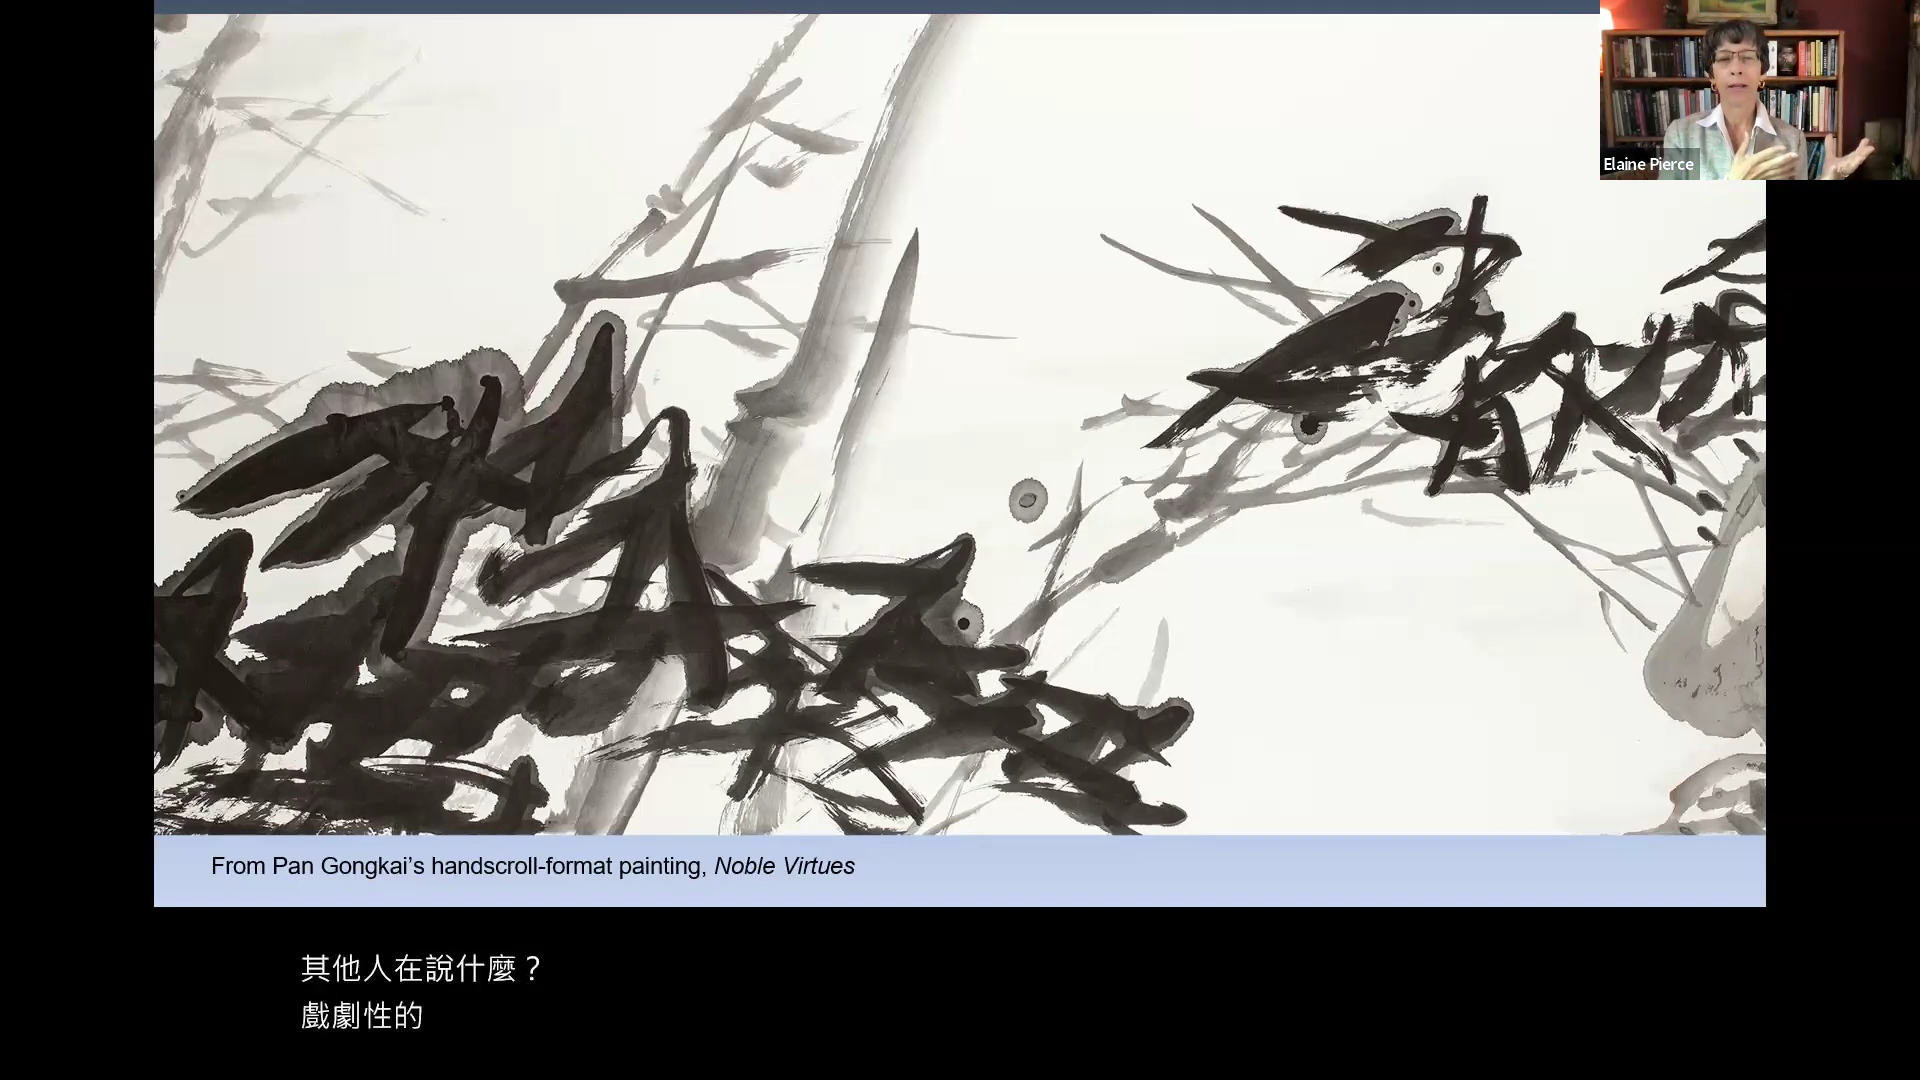 Elaine Pierce
From Pan Gongkai’s handscroll-format painting, Noble Virtues
其他人在說什麼？
戲劇性的